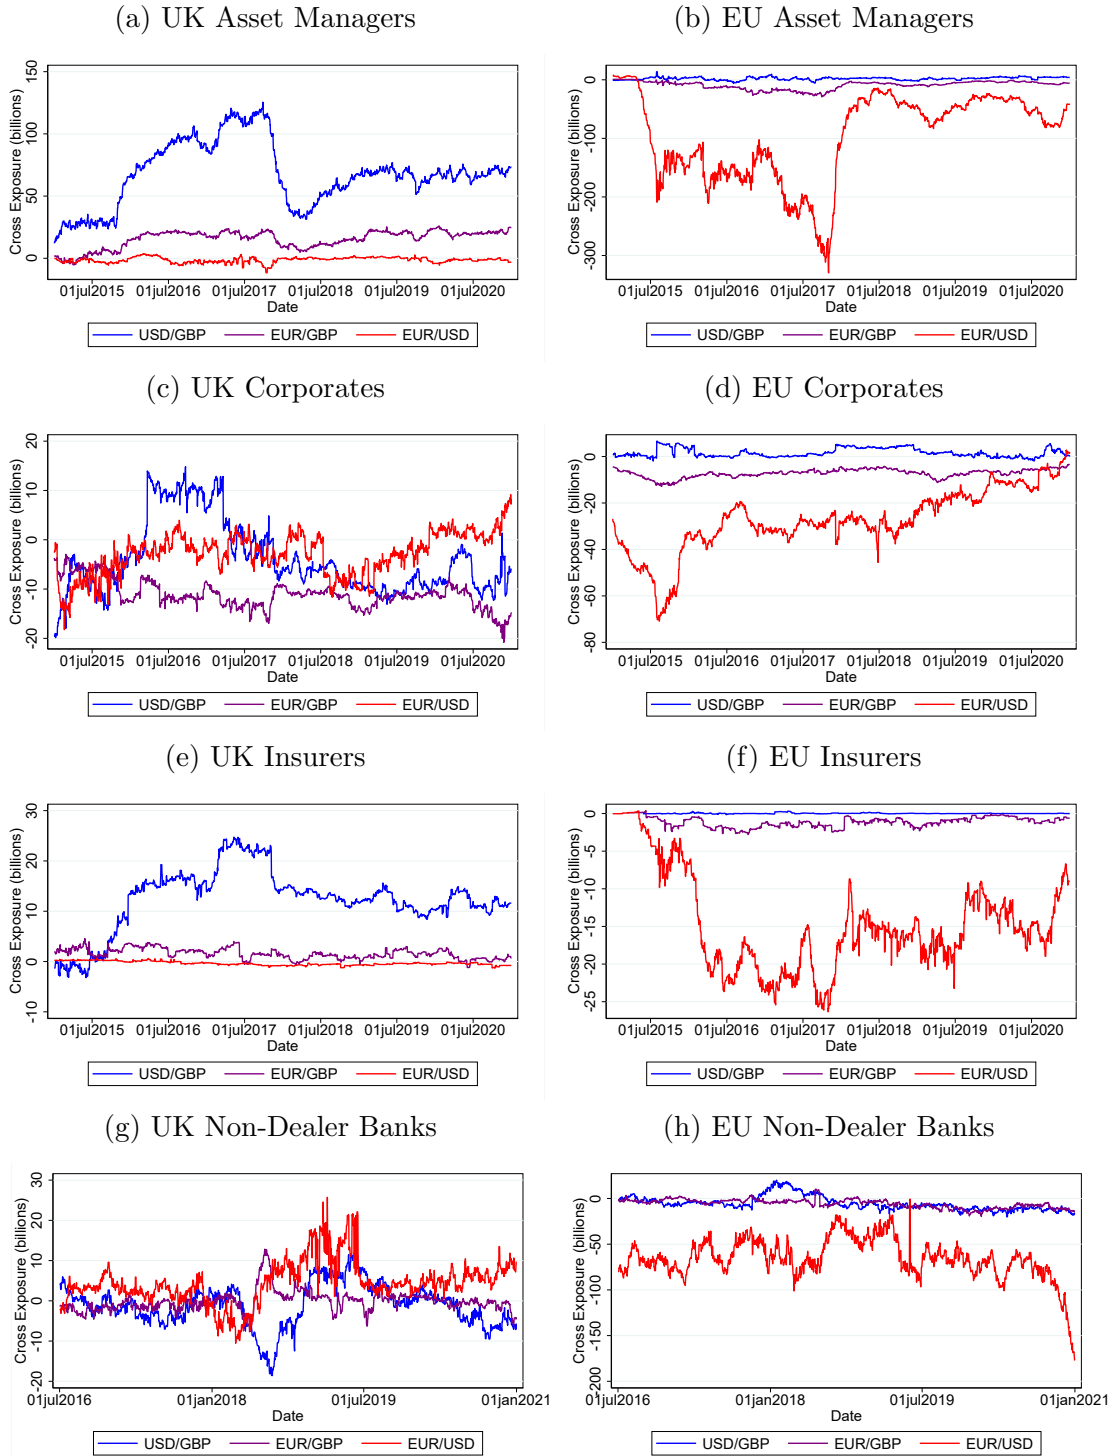 (a) UK Asset Managers
Cross Exposure (billions)
150
100
50
0
01jul2015 01jul2016 01jul2017 01jul2018 01jul2019 01jul2020
Date
USD/GBP EUR/GBP EUR/USD
(b) EU Asset Managers
Cross Exposure (billions)
0
-100
-200
-300
01jul2015 01jul2016 01jul2017 01jul2018 01jul2019 01jul2020
Date
USD/GBP EUR/GBP EUR/USD
(c) UK Corporates
Cross Exposure (billions)
20
10
0
-10
-20
01jul2015 01jul2016 01jul2017 01jul2018 01jul2019 01jul2020
Date
USD/GBP EUR/GBP EUR/USD
(d) EU Corporates
Cross Exposure (billions)
0
-20
-40
-60
-80
01jul2015 01jul2016 01jul2017 01jul2018 01jul2019 01jul2020
Date
USD/GBP EUR/GBP EUR/USD
(e) UK Insurers
Cross Exposure (billions)
30
20
10
0
-10
01jul2015 01jul2016 01jul2017 01jul2018 01jul2019 01jul2020
Date
USD/GBP EUR/GBP EUR/USD
(f) EU Insurers
Cross Exposure (billions)
0
-5
-10
-15
-20
-25
01jul2015 01jul2016 01jul2017 01jul2018 01jul2019 01jul2020
Date
USD/GBP EUR/GBP EUR/USD
(g) UK Non-Dealer Banks
Cross Exposure (billions)
30
20
10
0
-10
-20
01jul2016 01jan2018 01jul2019 01jan2021
Date
USD/GBP EUR/GBP EUR/USD
(h) EU Non-Dealer Banks
Cross Exposure (billions)
0
-50
-100
-150
-200
01jul2016 01jan2018 01jul2019 01jan2021
Date
USD/GBP EUR/GBP EUR/USD